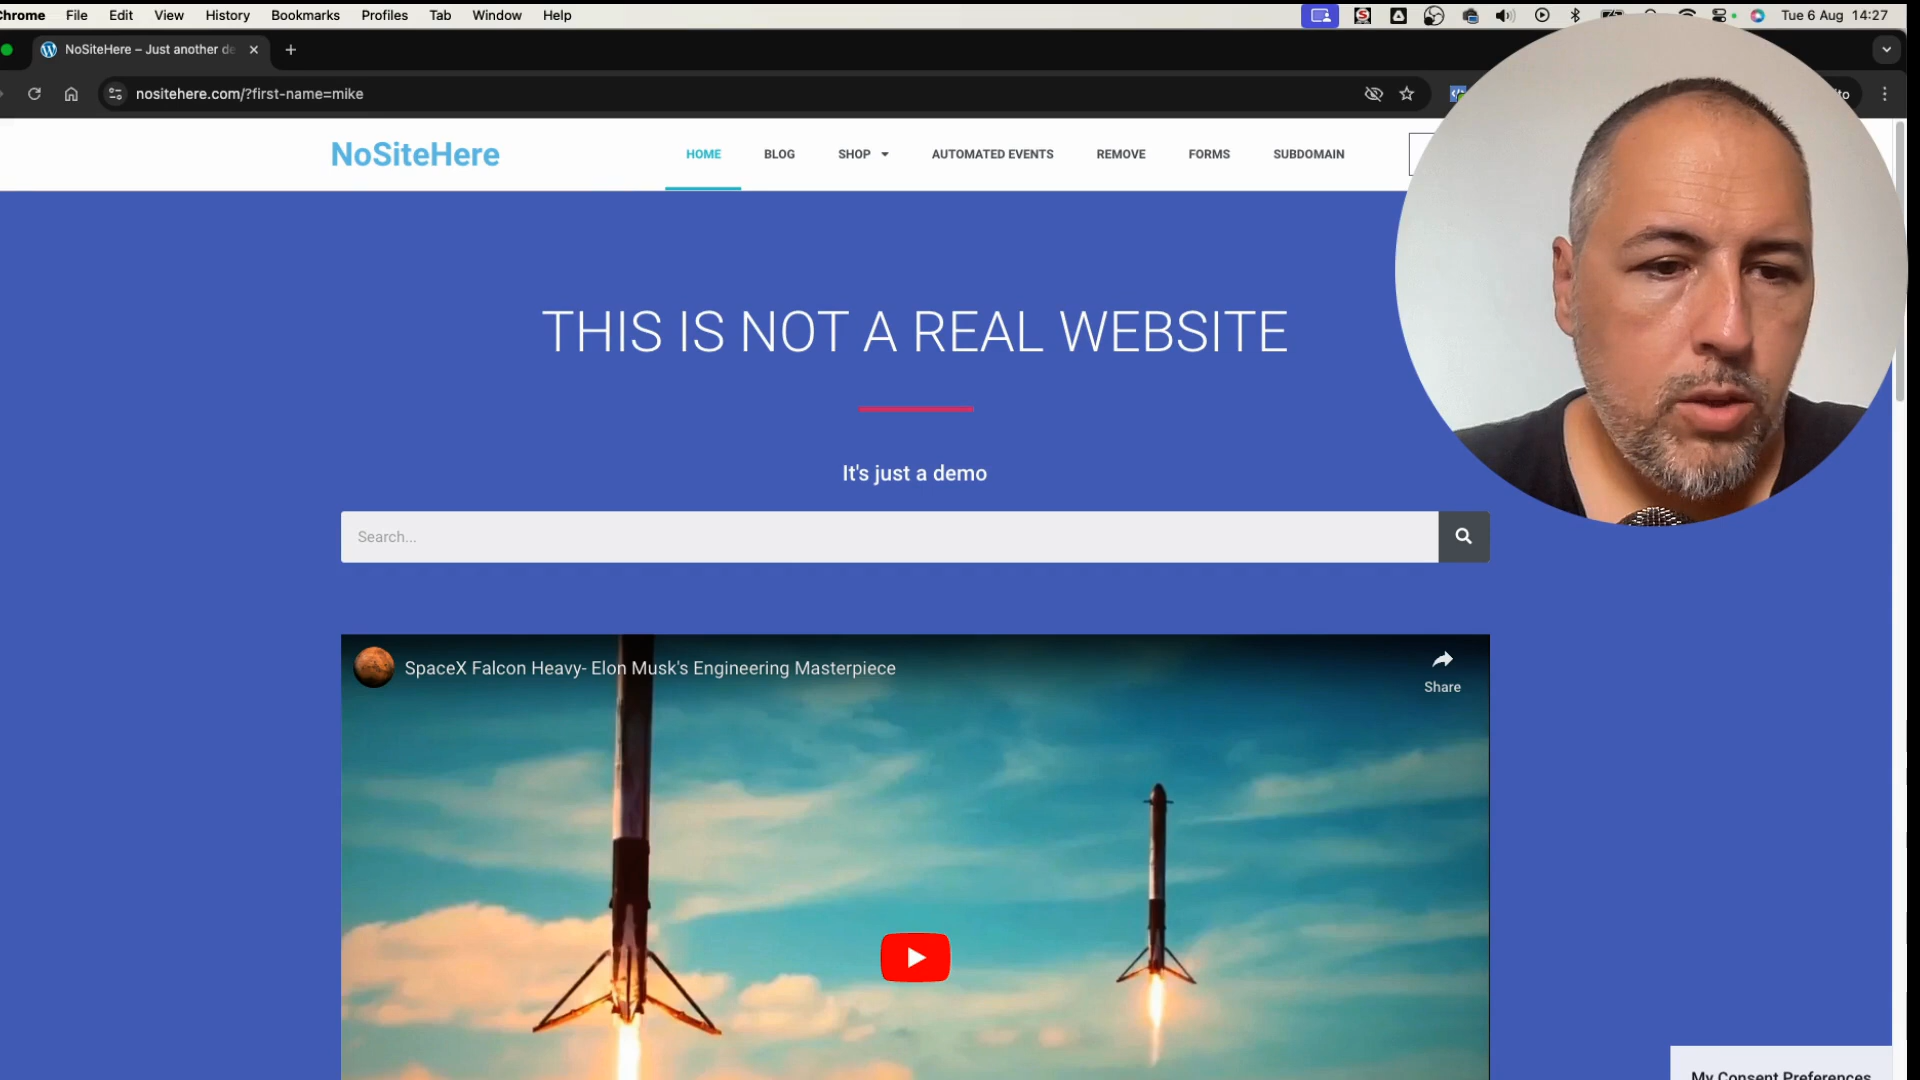 Chrome File Edit View History Bookmarks Profiles Tab Window Help Tue 6 Aug 14:27
NoSiteHere – Just another de
nositehere.com/?first-name=mike
NoSiteHere HOME BLOG SHOP AUTOMATED EVENTS REMOVE FORMS SUBDOMAIN
THIS IS NOT A REAL WEBSITE
It's just a demo
Search...
SpaceX Falcon Heavy- Elon Musk's Engineering Masterpiece
Share
My Consent Preferences